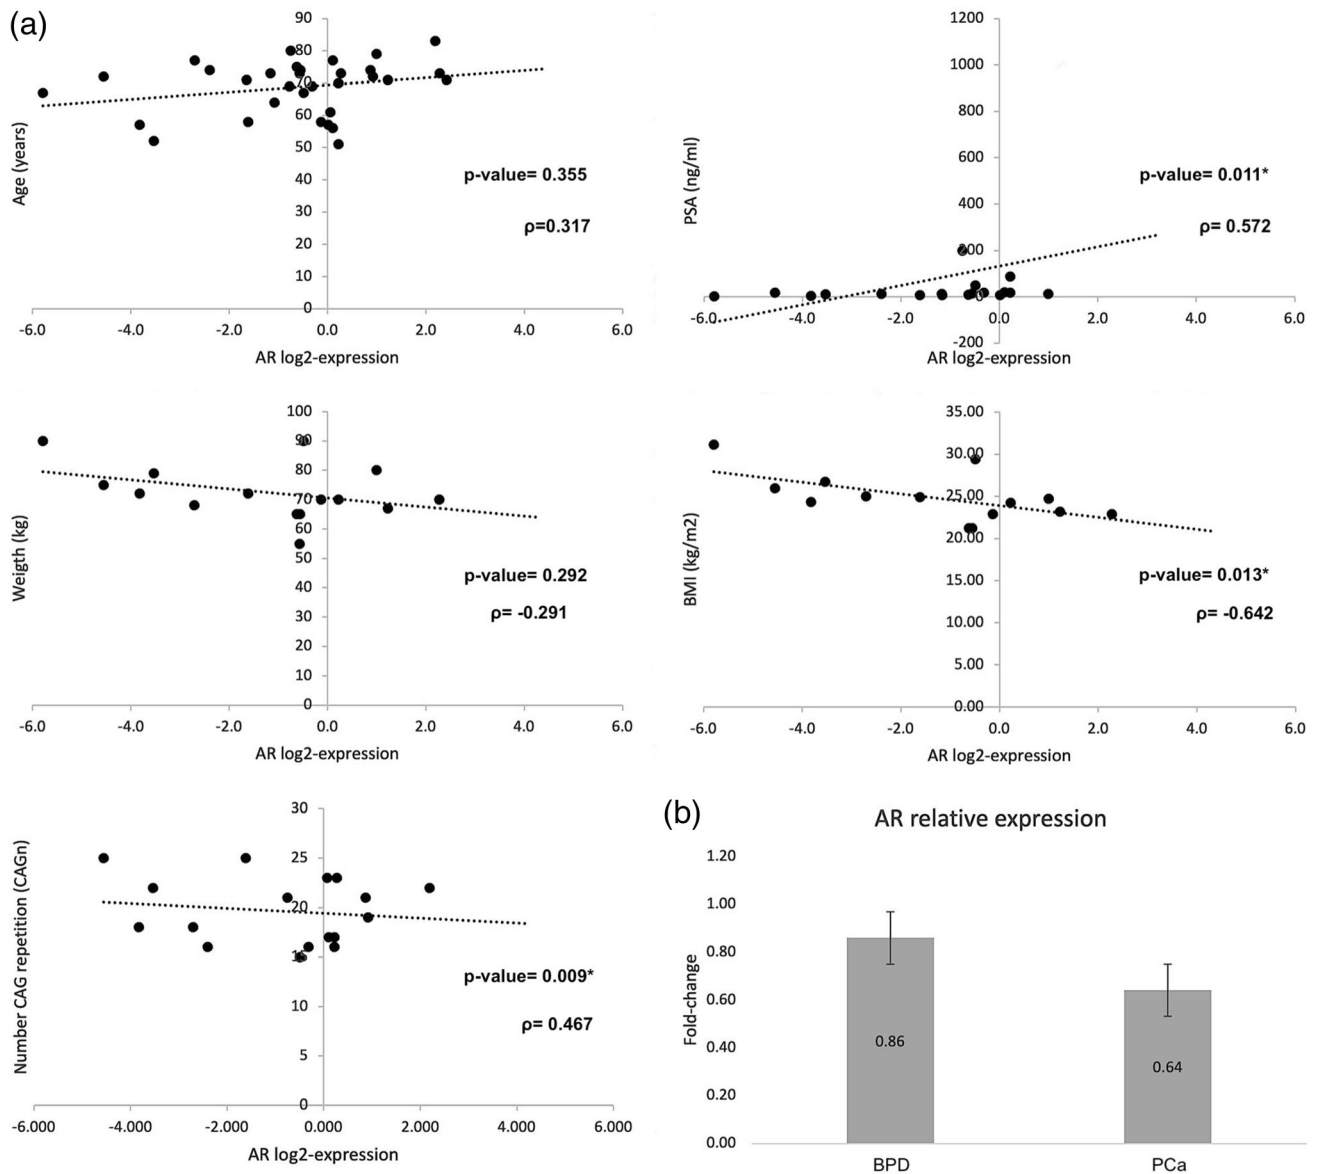 (a)
90
80
70
60
50
40
30
20
10
0
Age (years)
p-value= 0.355
ρ=0.317
-6.0 -4.0 -2.0 0.0 2.0 4.0 6.0
AR log2-expression
1200
1000
800
600
400
200
0
-200
PSA (ng/ml)
p-value= 0.011*
ρ= 0.572
-6.0 -4.0 -2.0 0.0 2.0 4.0 6.0
AR log2-expression
100
90
80
70
60
50
40
30
20
10
0
Weigth (kg)
p-value= 0.292
ρ= -0.291
-6.0 -4.0 -2.0 0.0 2.0 4.0 6.0
AR log2-expression
35.00
30.00
25.00
20.00
15.00
10.00
5.00
0.00
BMI (kg/m2)
p-value= 0.013*
ρ= -0.642
-6.0 -4.0 -2.0 0.0 2.0 4.0 6.0
AR log2-expression
30
25
20
15
10
5
0
Number CAG repetition (CAGn)
p-value= 0.009*
ρ= 0.467
-6.000 -4.000 -2.000 0.000 2.000 4.000 6.000
AR log2-expression
(b)
AR relative expression
1.20
1.00
0.80
0.60
0.40
0.20
0.00
Fold-change
0.86
0.64
BPD PCa